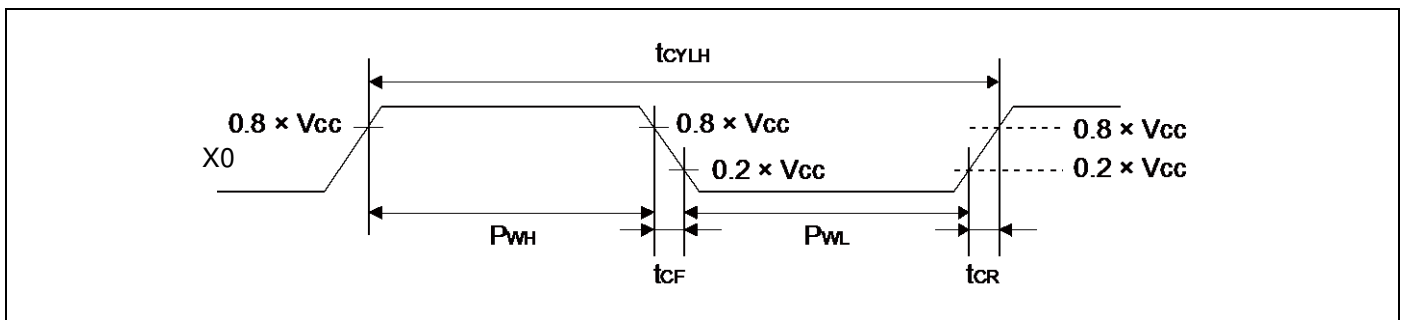 tCYLH
0.8 × Vcc
0.8 × Vcc
0.8 × Vcc
X0
0.2 × Vcc
0.2 × Vcc
PWH
PWL
tCF
tCR